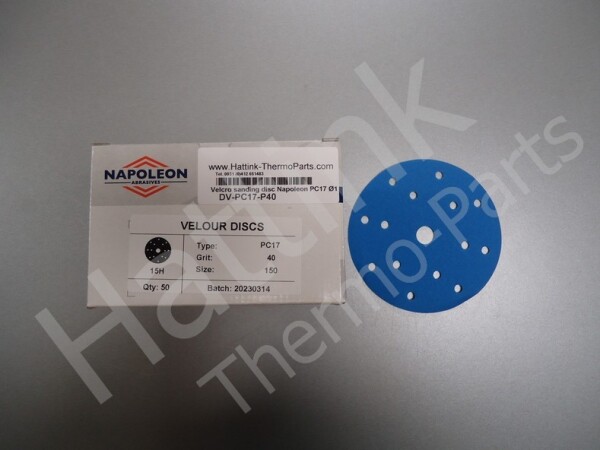 NAPOLEON
ABRASIVES
www.Hattink-ThermoParts.com
Velcro sanding disc Napoleon PC17 Ø1
DV-PC17-P40
VELOUR DISCS
15H
Type: PC17
Grit: 40
Size: 150
Qty: 50
Batch: 20230314
Hattink
Thermo-Parts